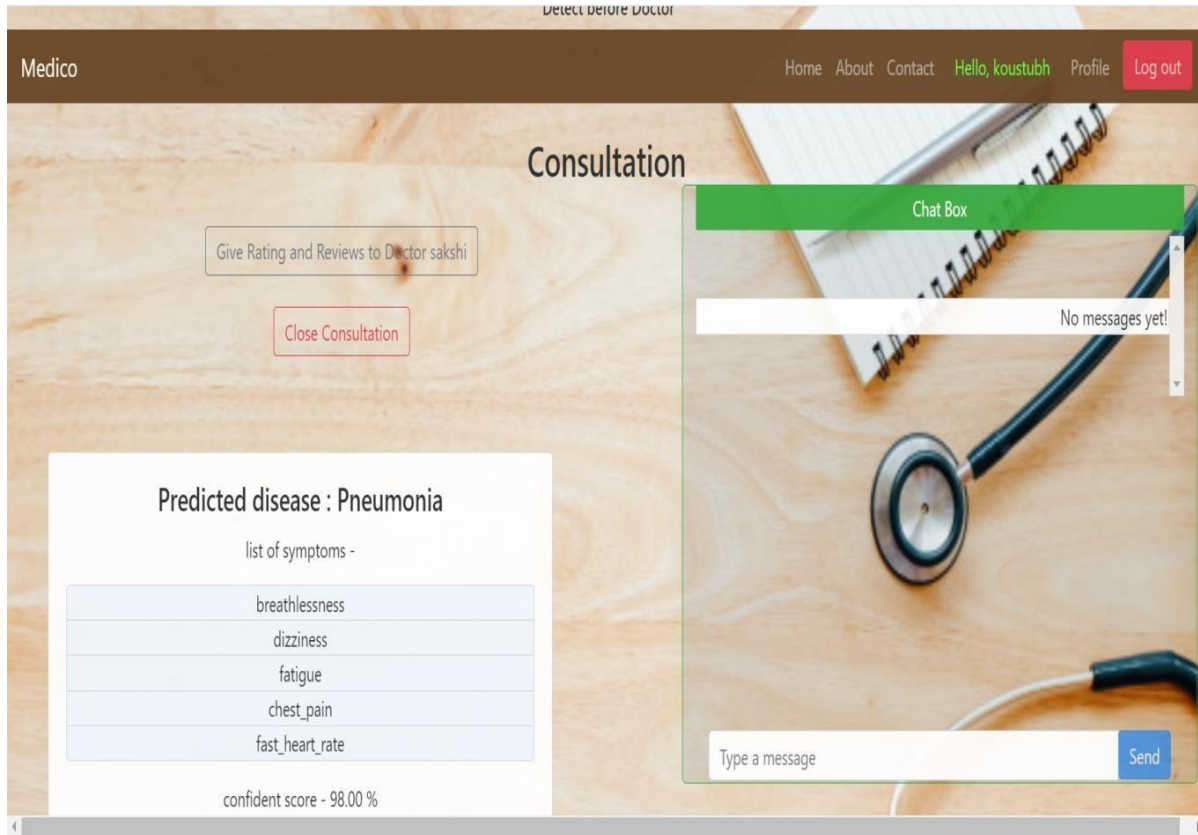 Detect before Doctor
Medico
Home About Contact Hello, koustubh Profile Log out
Consultation
Give Rating and Reviews to Doctor sakshi
Close Consultation
Predicted disease : Pneumonia
list of symptoms -
breathlessness
dizziness
fatigue
chest_pain
fast_heart_rate
confident score - 98.00 %
Chat Box
No messages yet!
Type a message
Send